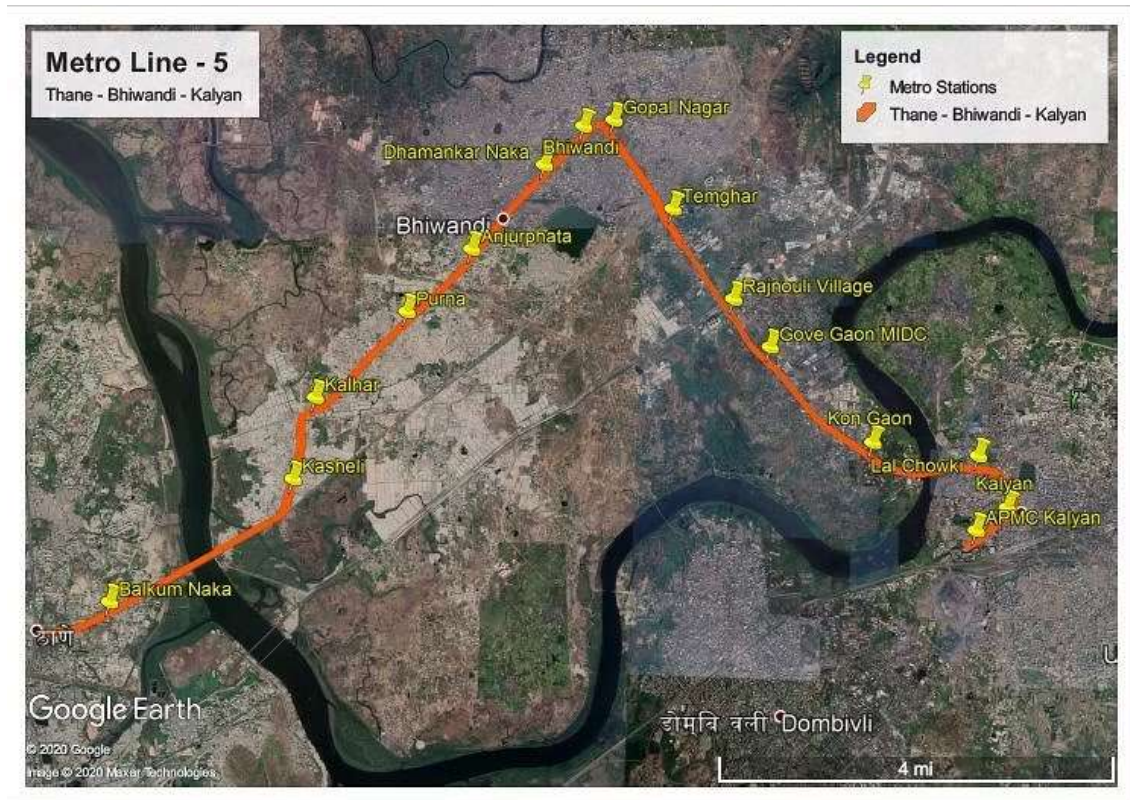 Metro Line - 5
Thane - Bhiwandi - Kalyan
Legend
Metro Stations
Thane - Bhiwandi - Kalyan
Gopal Nagar
Dhamankar Naka
Bhiwandi
Temghar
Bhiwandi
Anjurphata
Rajnouli Village
Purna
Gove Gaon MIDC
Kalhar
Kon Gaon
Kasheli
Lal Chowki
Kalyan
APMC Kalyan
Balkum Naka
ठाणे
Google Earth
डोंमबि वली Dombivli
© 2020 Google
Image © 2020 Maxar Technologies
4 mi
U